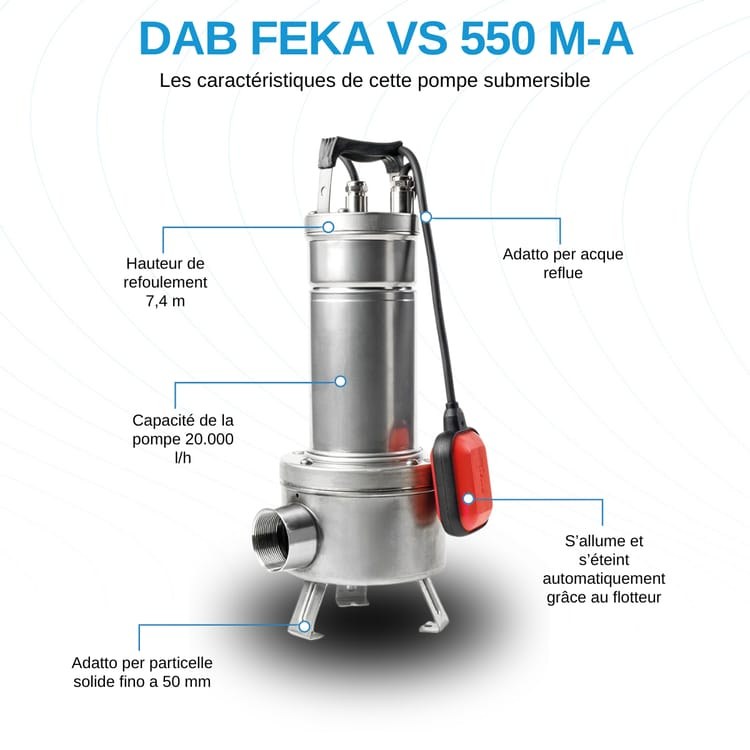 DAB FEKA VS 550 M-A
Les caractéristiques de cette pompe submersible
Hauteur de
refoulement
7,4 m
Adatto per acque
reflue
Capacité de la
pompe 20.000
l/h
S'allume et
s'éteint
automatiquement
grâce au flotteur
Adatto per particelle
solide fino a 50 mm